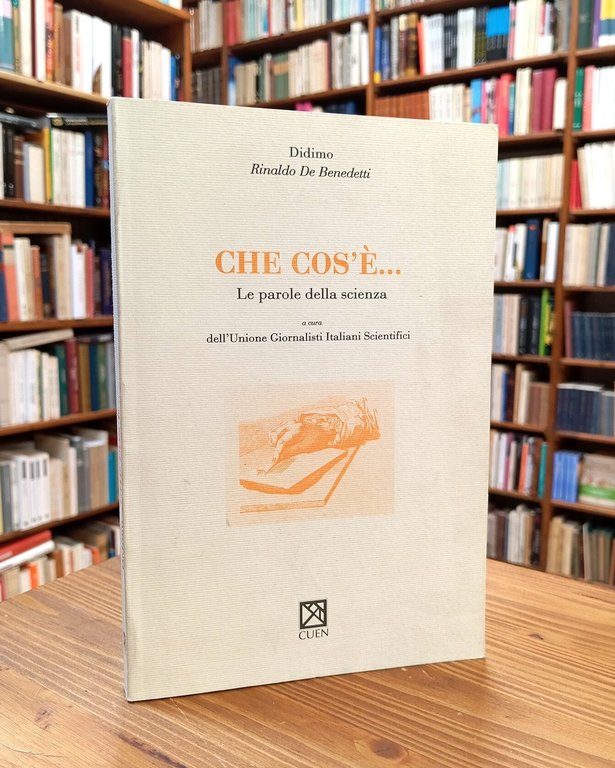 Didimo
Rinaldo De Benedetti
CHE COS'È...
Le parole della scienza
a cura
dell'Unione Giornalisti Italiani Scientifici
CUEN